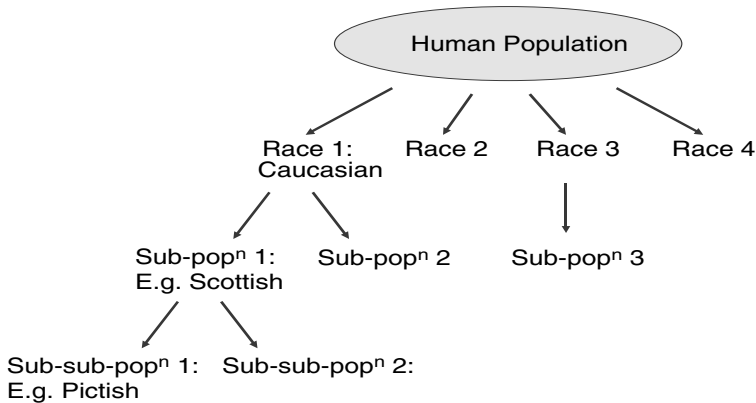 Human Population
Race 1:
Caucasian
Race 2
Race 3
Race 4
Sub-popⁿ 1:
E.g. Scottish
Sub-popⁿ 2
Sub-popⁿ 3
Sub-sub-popⁿ 1:
E.g. Pictish
Sub-sub-popⁿ 2: